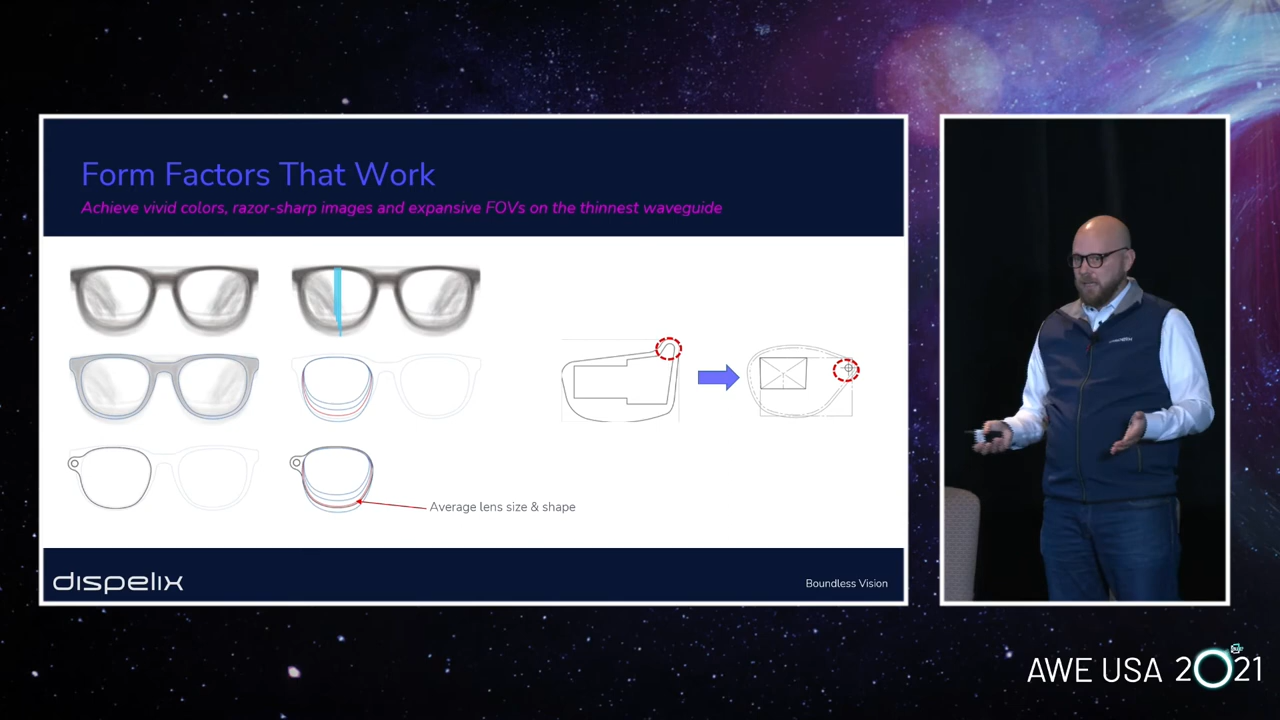 Form Factors That Work
Achieve vivid colors, razor-sharp images and expansive FOVs on the thinnest waveguide
Average lens size & shape
dispelix
Boundless Vision
dispelix
AWE USA 2021